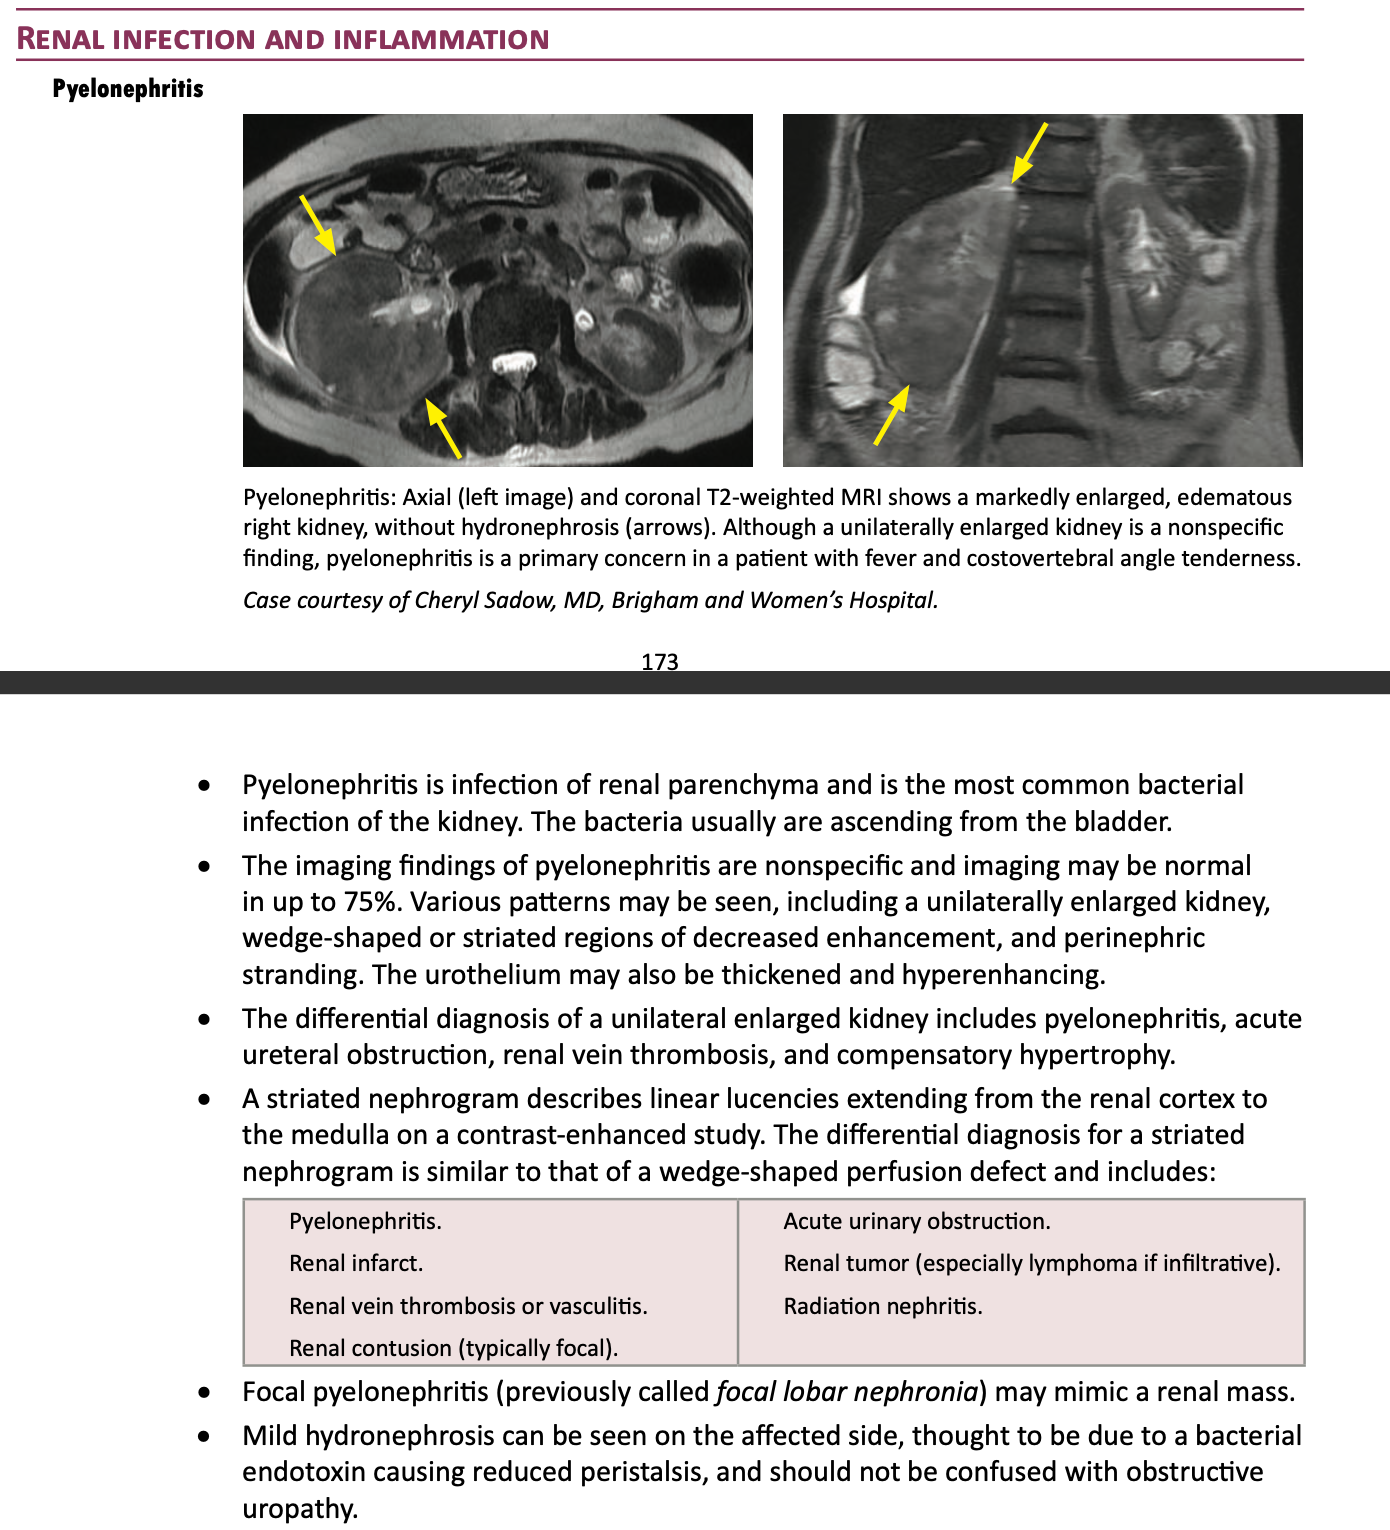 RENAL INFECTION AND INFLAMMATION
Pyelonephritis
Pyelonephritis: Axial (left image) and coronal T2-weighted MRI shows a markedly enlarged, edematous
right kidney, without hydronephrosis (arrows). Although a unilaterally enlarged kidney is a nonspecific
finding, pyelonephritis is a primary concern in a patient with fever and costovertebral angle tenderness.
Case courtesy of Cheryl Sadow, MD, Brigham and Women’s Hospital.
173
• Pyelonephritis is infection of renal parenchyma and is the most common bacterial
infection of the kidney. The bacteria usually are ascending from the bladder.
• The imaging findings of pyelonephritis are nonspecific and imaging may be normal
in up to 75%. Various patterns may be seen, including a unilaterally enlarged kidney,
wedge-shaped or striated regions of decreased enhancement, and perinephric
stranding. The urothelium may also be thickened and hyperenhancing.
• The differential diagnosis of a unilateral enlarged kidney includes pyelonephritis, acute
ureteral obstruction, renal vein thrombosis, and compensatory hypertrophy.
• A striated nephrogram describes linear lucencies extending from the renal cortex to
the medulla on a contrast-enhanced study. The differential diagnosis for a striated
nephrogram is similar to that of a wedge-shaped perfusion defect and includes:
Pyelonephritis.
Renal infarct.
Renal vein thrombosis or vasculitis.
Renal contusion (typically focal).
Acute urinary obstruction.
Renal tumor (especially lymphoma if infiltrative).
Radiation nephritis.
• Focal pyelonephritis (previously called focal lobar nephronia) may mimic a renal mass.
• Mild hydronephrosis can be seen on the affected side, thought to be due to a bacterial
endotoxin causing reduced peristalsis, and should not be confused with obstructive
uropathy.